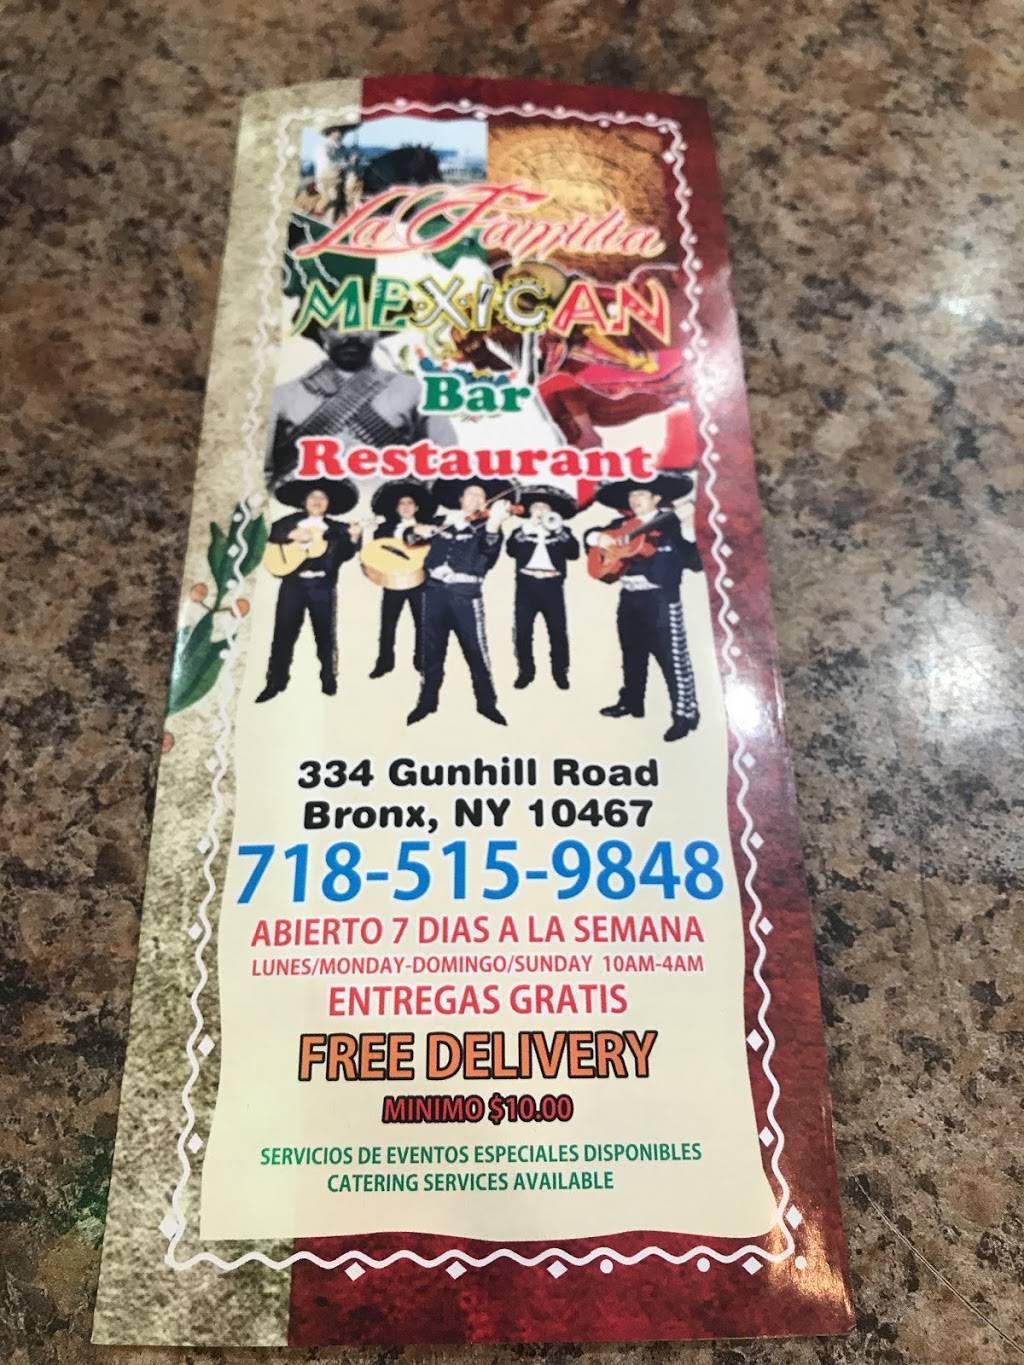 La Familia
MEXICAN
Bar
Restaurant
334 Gunhill Road
Bronx, NY 10467
718-515-9848
ABIERTO 7 DIAS A LA SEMANA
LUNES/MONDAY-DOMINGO/SUNDAY 10AM-4AM
ENTREGAS GRATIS
FREE DELIVERY
MINIMO $10.00
SERVICIOS DE EVENTOS ESPECIALES DISPONIBLES
CATERING SERVICES AVAILABLE